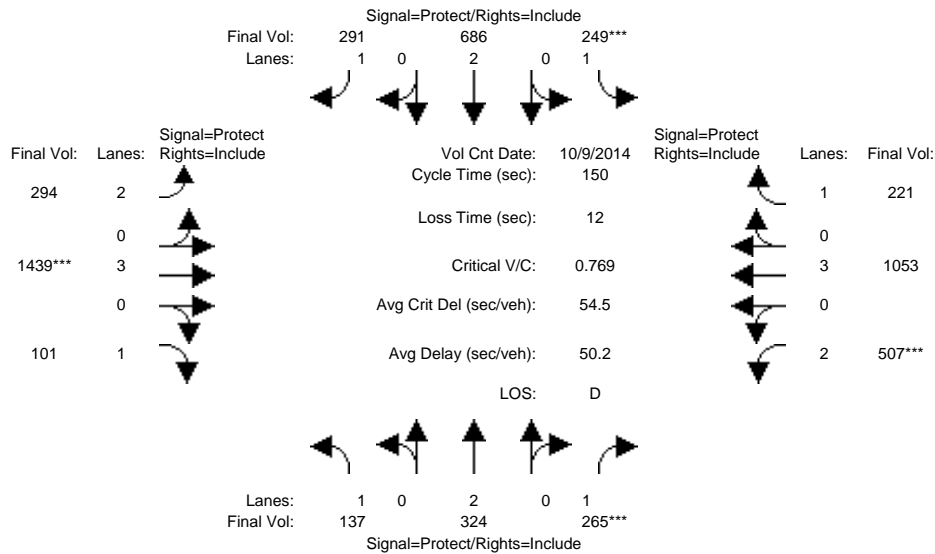 Signal=Protect/Rights=Include
Final Vol: 291 686 249***
Lanes: 1 0 2 0 1
Signal=Protect Signal=Protect
Final Vol: Lanes: Rights=Include Vol Cnt Date: 10/9/2014 Rights=Include Lanes: Final Vol:
Cycle Time (sec): 150
294 2 1 221
Loss Time (sec): 12
0 0
1439*** 3 Critical V/C: 0.769 3 1053
0 Avg Crit Del (sec/veh): 54.5 0
101 1 Avg Delay (sec/veh): 50.2 2 507***
LOS: D
Lanes: 1 0 2 0 1
Final Vol: 137 324 265***
Signal=Protect/Rights=Include